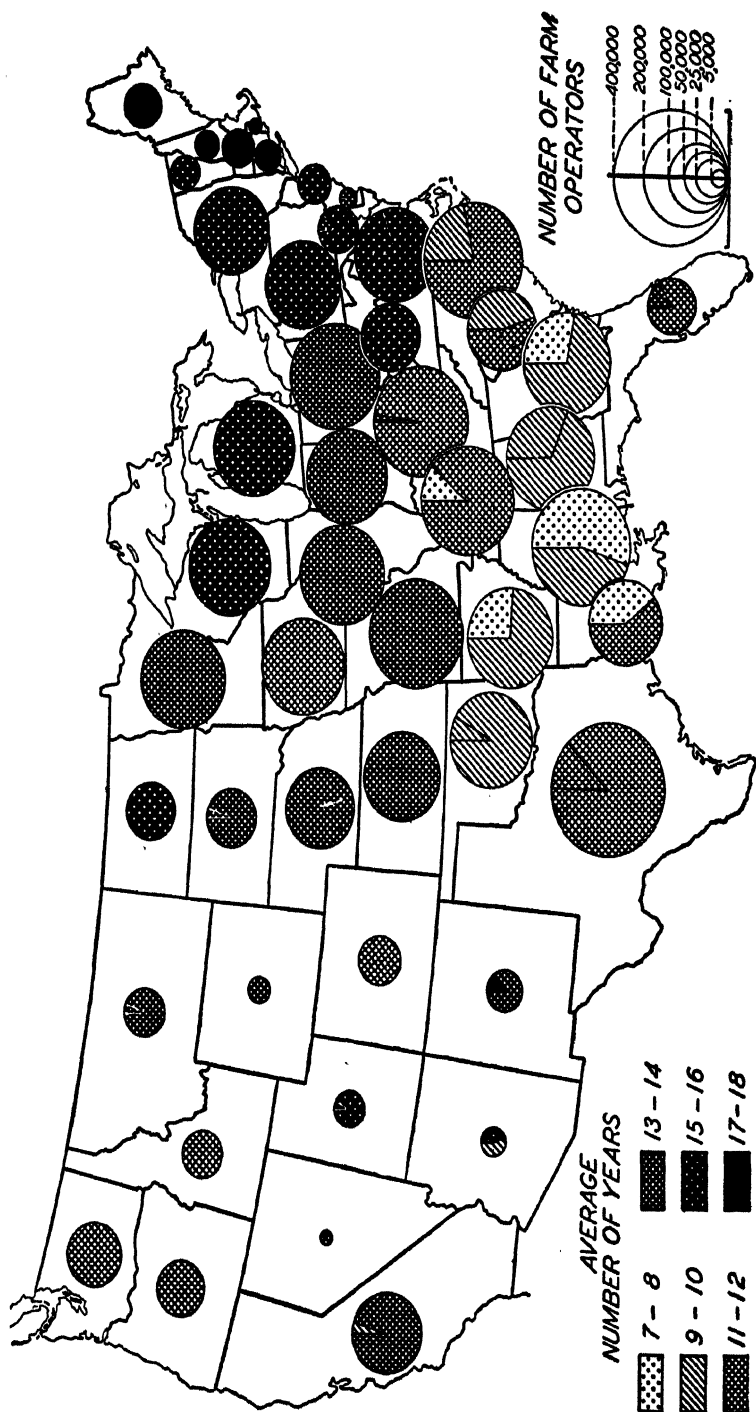 NUMBER OF FARM
OPERATORS
400,000
200,000
100,000
50,000
25,000
5,000
AVERAGE
NUMBER OF YEARS
7 - 8
9 - 10
11 - 12
13 - 14
15 - 16
17 - 18